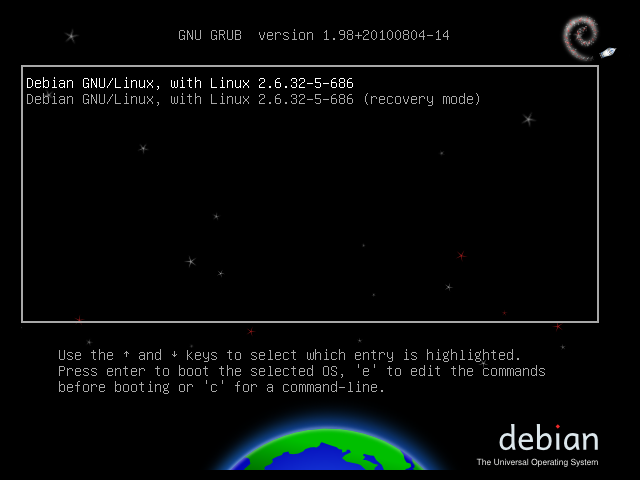 GNU GRUB  version 1.98+20100804-14
Debian GNU/Linux, with Linux 2.6.32-5-686
Debian GNU/Linux, with Linux 2.6.32-5-686 (recovery mode)
Use the ↑ and ↓ keys to select which entry is highlighted.
Press enter to boot the selected OS, 'e' to edit the commands
before booting or 'c' for a command-line.
debian
The Universal Operating System